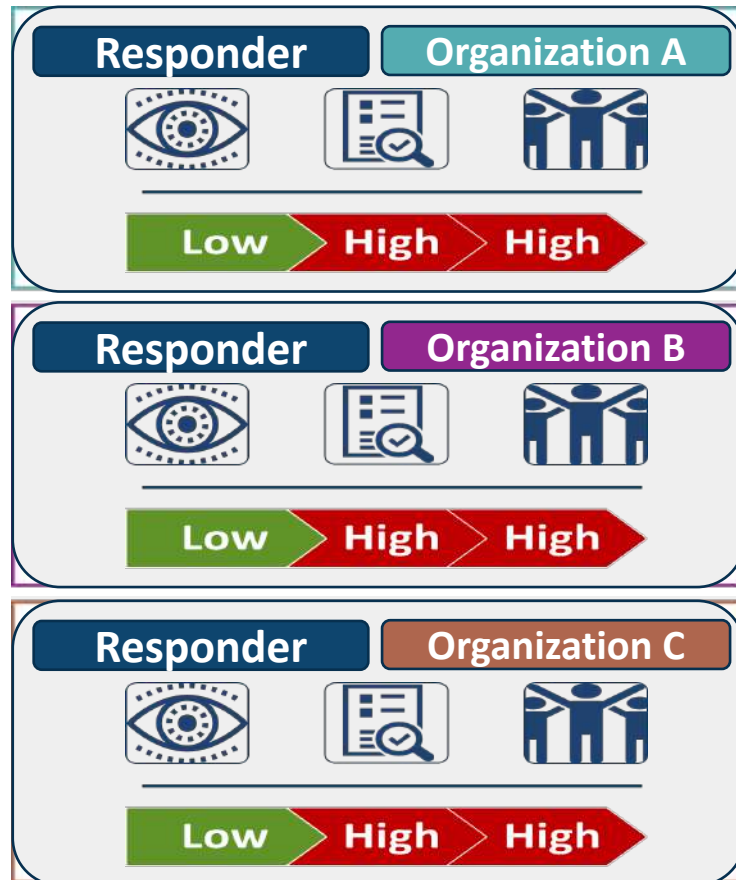 Responder Organization A
Low High High
Responder Organization B
Low High High
Responder Organization C
Low High High